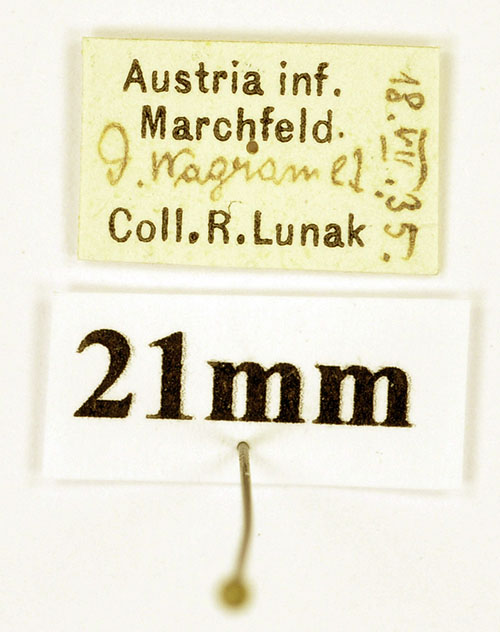 Austria inf.
Marchfeld.
D. Wagram
Coll. R. Lunak
18. VII. 35.
21mm